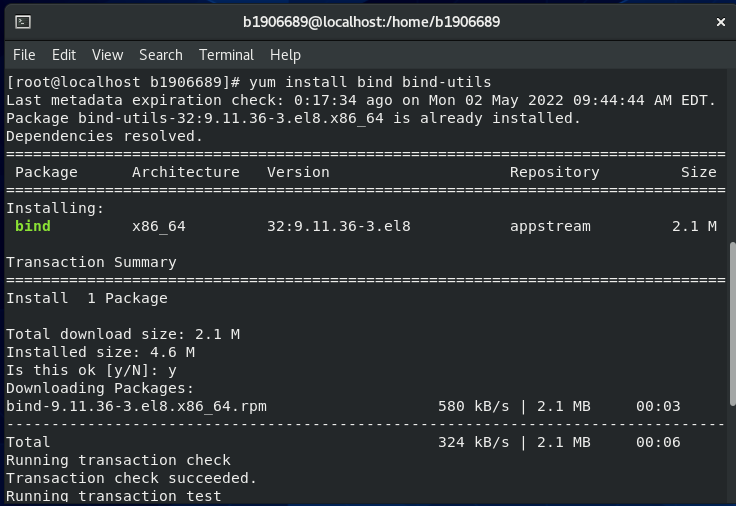 b1906689@localhost:/home/b1906689
File Edit View Search Terminal Help
[root@localhost b1906689]# yum install bind bind-utils
Last metadata expiration check: 0:17:34 ago on Mon 02 May 2022 09:44:44 AM EDT.
Package bind-utils-32:9.11.36-3.el8.x86_64 is already installed.
Dependencies resolved.
================================================================================
Package Architecture Version Repository Size
================================================================================
Installing:
bind x86_64 32:9.11.36-3.el8 appstream 2.1 M
Transaction Summary
================================================================================
Install 1 Package
Total download size: 2.1 M
Installed size: 4.6 M
Is this ok [y/N]: y
Downloading Packages:
bind-9.11.36-3.el8.x86_64.rpm 580 kB/s | 2.1 MB 00:03
--------------------------------------------------------------------------------
Total 324 kB/s | 2.1 MB 00:06
Running transaction check
Transaction check succeeded.
Running transaction test